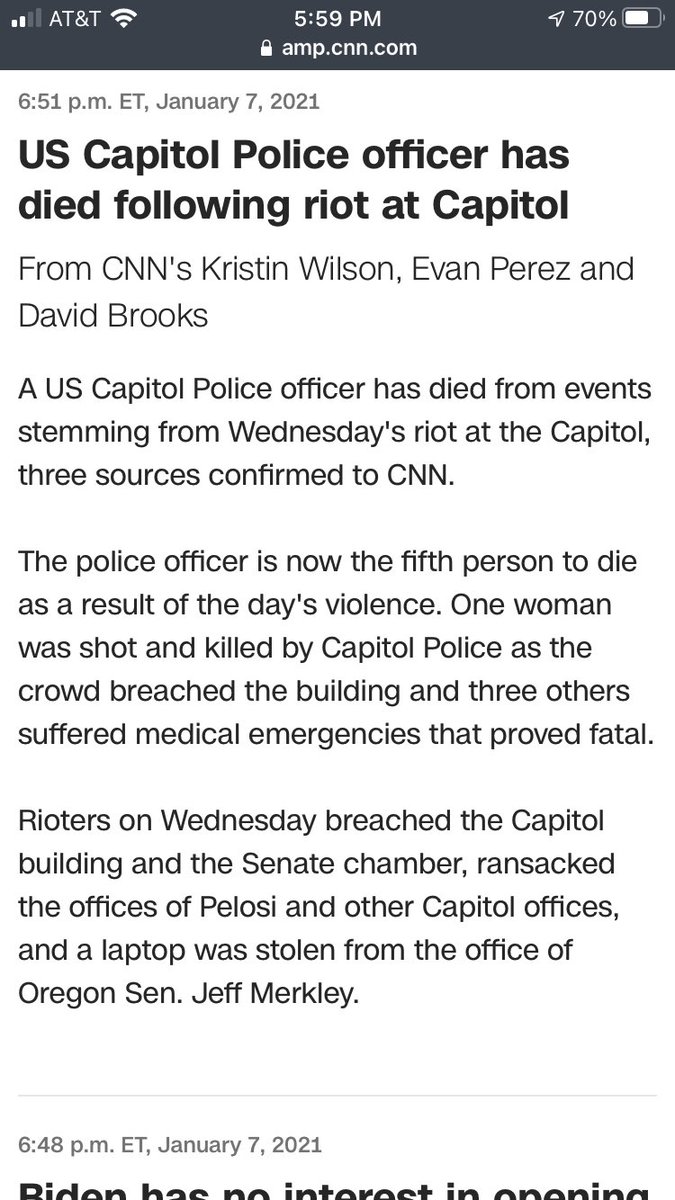 AT&T 5:59 PM 70%
amp.cnn.com
6:51 p.m. ET, January 7, 2021
US Capitol Police officer has
died following riot at Capitol
From CNN's Kristin Wilson, Evan Perez and
David Brooks
A US Capitol Police officer has died from events
stemming from Wednesday's riot at the Capitol,
three sources confirmed to CNN.
The police officer is now the fifth person to die
as a result of the day's violence. One woman
was shot and killed by Capitol Police as the
crowd breached the building and three others
suffered medical emergencies that proved fatal.
Rioters on Wednesday breached the Capitol
building and the Senate chamber, ransacked
the offices of Pelosi and other Capitol offices,
and a laptop was stolen from the office of
Oregon Sen. Jeff Merkley.
6:48 p.m. ET, January 7, 2021
Biden has no interest in opening